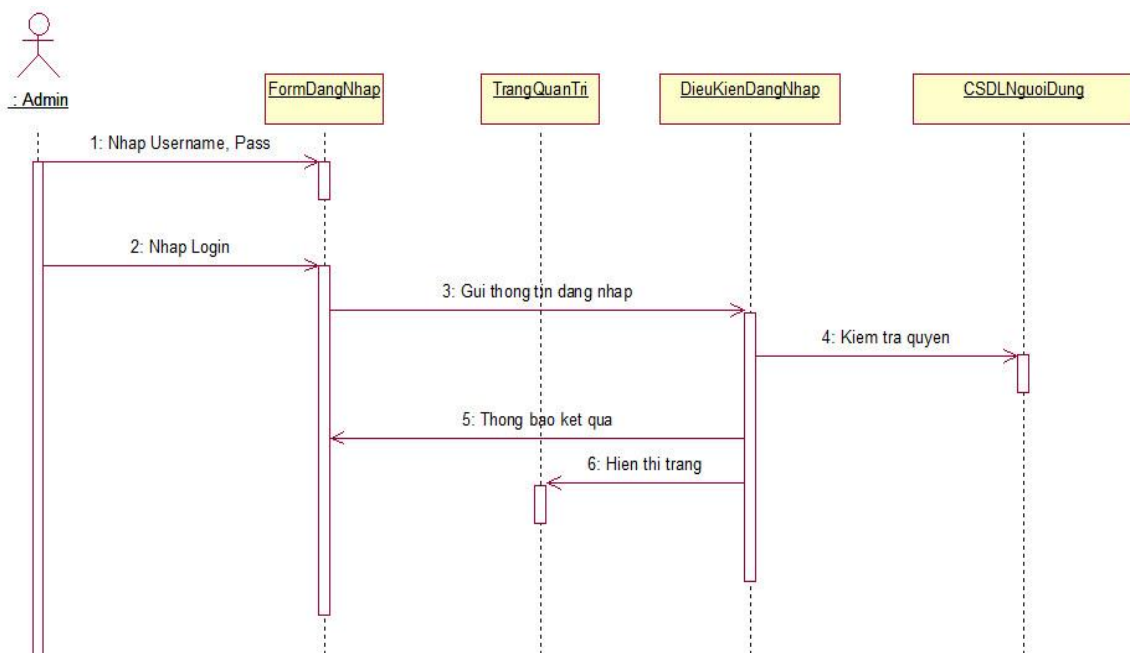 : Admin
FormDangNhap
TrangQuanTri
DieuKienDangNhap
CSDLNguoiDung
1: Nhap Username, Pass
2: Nhap Login
3: Gui thong tin dang nhap
4: Kiem tra quyen
5: Thong bao ket qua
6: Hien thi trang